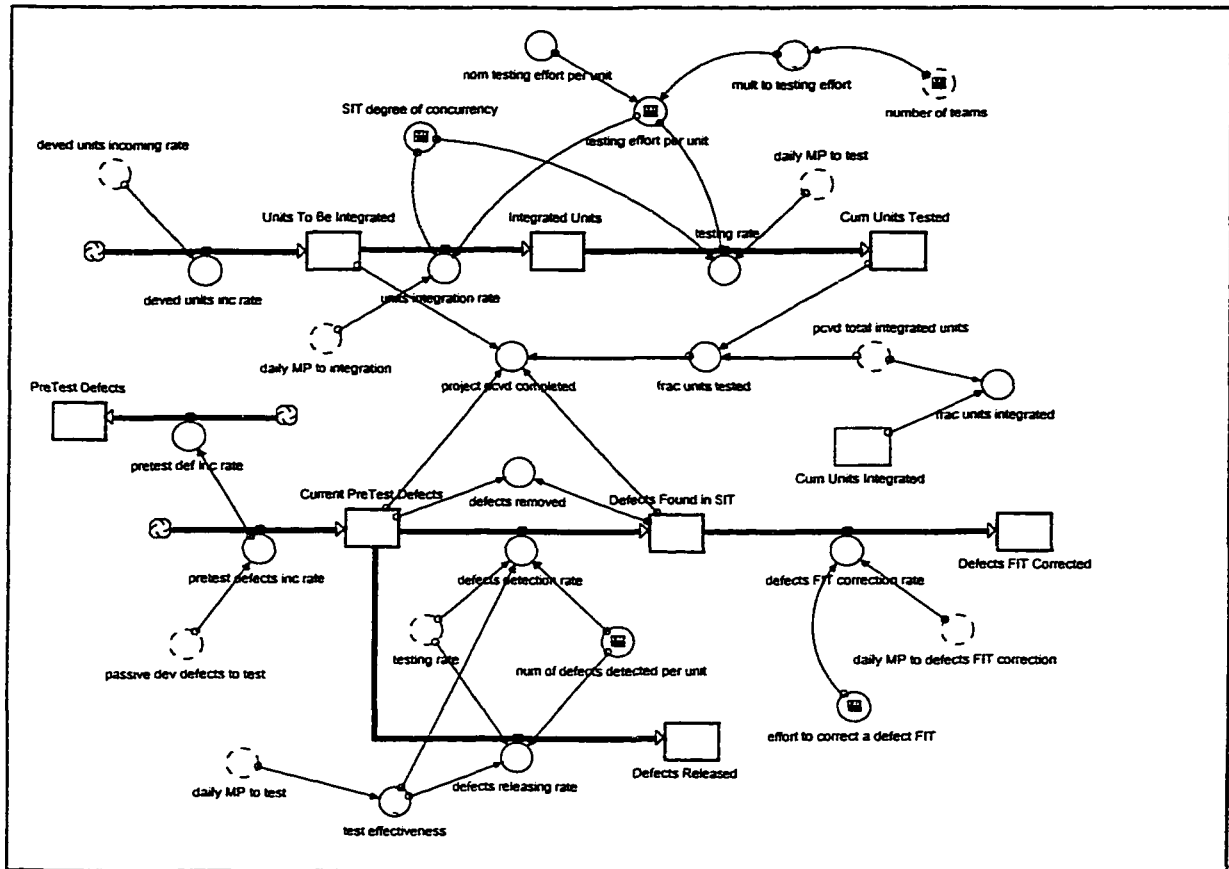 nom testing effort per unit
mult to testing effort
number of teams
SIT degree of concurrency
testing effort per unit
deved units incoming rate
daily MP to test
Units To Be Integrated
Integrated Units
testing rate
Cum Units Tested
deved units inc rate
units integration rate
pcvd total integrated units
daily MP to integration
project pcvd completed
frac units tested
PreTest Defects
frac units integrated
pretest def inc rate
Cum Units Integrated
Current PreTest Defects
defects removed
Defects Found in SIT
pretest defects inc rate
defects detection rate
defects FIT correction rate
Defects FIT Corrected
passive dev defects to test
testing rate
num of defects detected per unit
daily MP to defects FIT correction
effort to correct a defect FIT
Defects Released
daily MP to test
defects releasing rate
test effectiveness